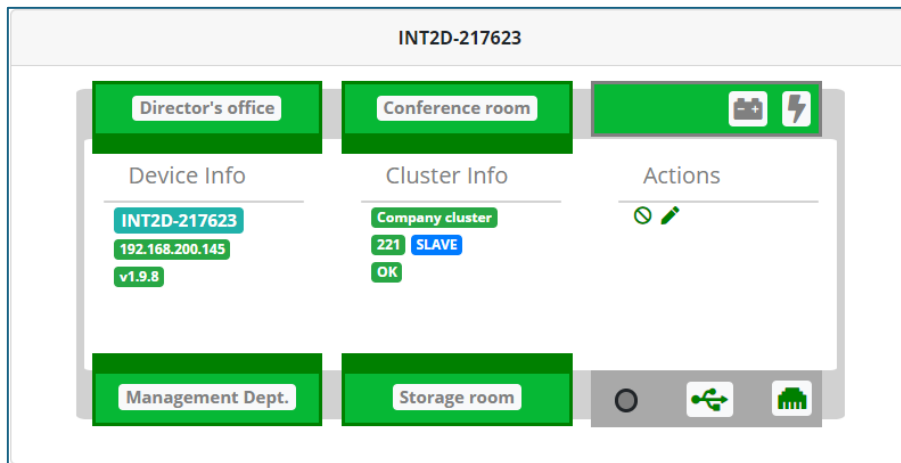 INT2D-217623
Director's office
Conference room
Device Info
Cluster Info
Actions
INT2D-217623
Company cluster
192.168.200.145
221 SLAVE
v1.9.8
OK
Management Dept.
Storage room